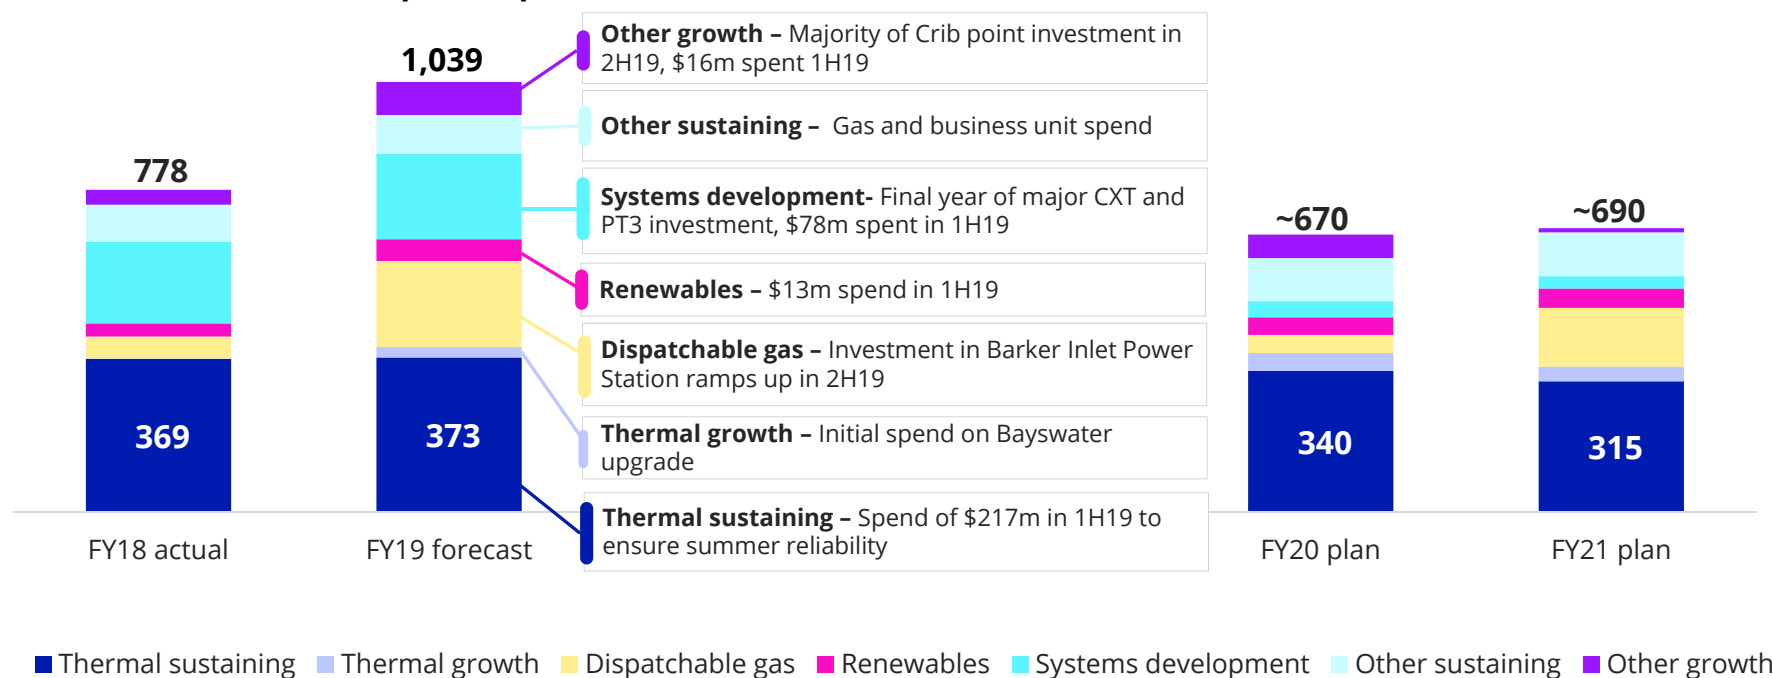 1,039
Other growth – Majority of Crib point investment in
2H19, $16m spent 1H19
Other sustaining – Gas and business unit spend
778
Systems development- Final year of major CXT and
PT3 investment, $78m spent in 1H19
~670
~690
Renewables – $13m spend in 1H19
Dispatchable gas – Investment in Barker Inlet Power
Station ramps up in 2H19
369
373
Thermal growth – Initial spend on Bayswater
upgrade
340
315
Thermal sustaining – Spend of $217m in 1H19 to
ensure summer reliability
FY18 actual
FY19 forecast
FY20 plan
FY21 plan
Thermal sustaining
Thermal growth
Dispatchable gas
Renewables
Systems development
Other sustaining
Other growth